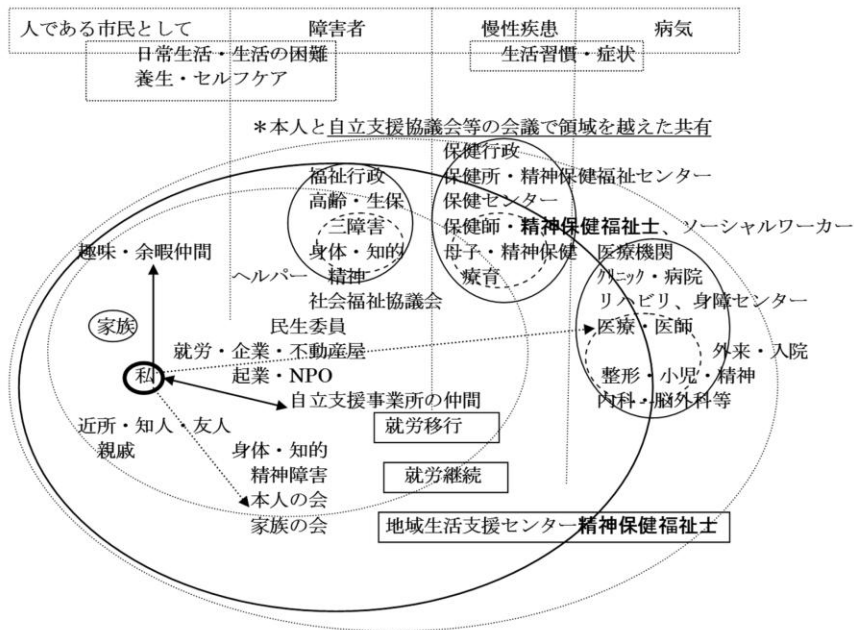 人である市民として 障害者 慢性疾患 病気
日常生活・生活の困難 生活習慣・症状
養生・セルフケア
＊本人と自立支援協議会等の会議で領域を越えた共有
保健行政
福祉行政 保健所・精神保健福祉センター
高齢・生保 保健センター
三障害 保健師・精神保健福祉士、ソーシャルワーカー
趣味・余暇仲間 身体・知的 母子・精神保健 医療機関
ヘルパー 精神 療育 クリニック・病院
社会福祉協議会 リハビリ、身障センター
家族 民生委員 医療・医師
就労・企業・不動産屋 外来・入院
私 起業・NPO 整形・小児・精神
自立支援事業所の仲間 内科・脳外科等
近所・知人・友人 就労移行
親戚 身体・知的
精神障害 就労継続
本人の会
家族の会 地域生活支援センター精神保健福祉士